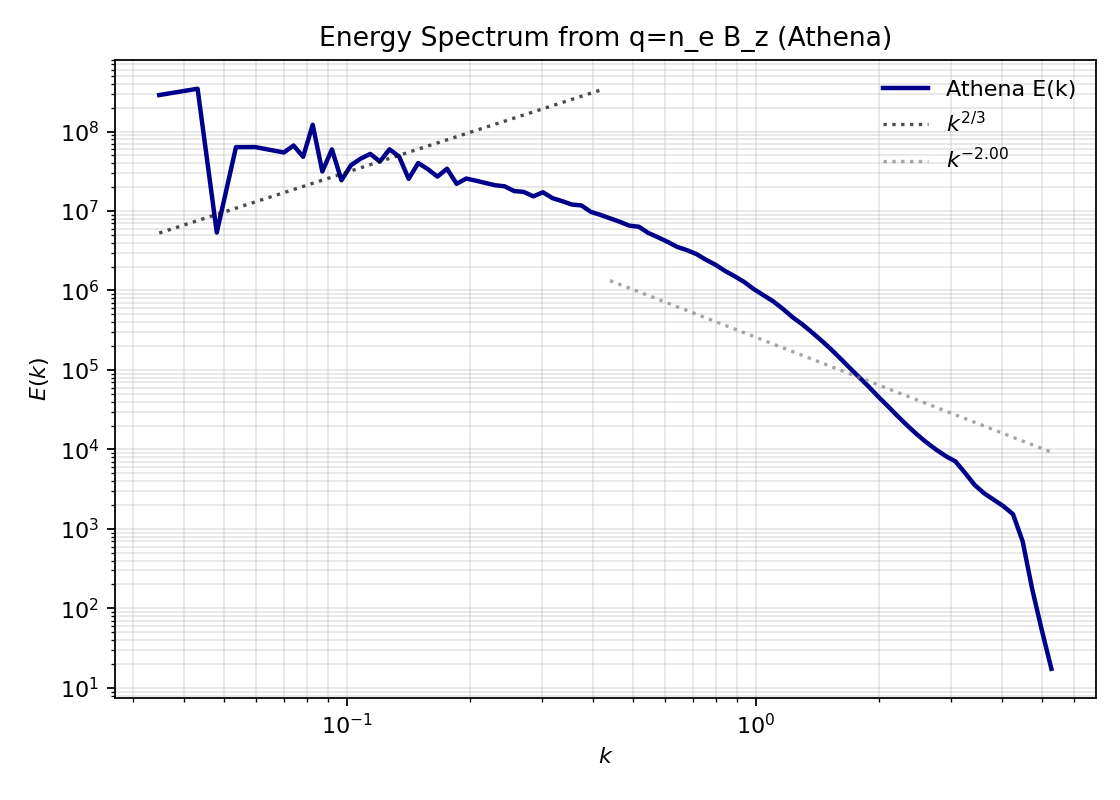 Energy Spectrum from q=n_e B_z (Athena)
Athena E(k)
k^{2/3}
k^{-2.00}
E(k)
10^8
10^7
10^6
10^5
10^4
10^3
10^2
10^1
10^{-1}
10^0
k